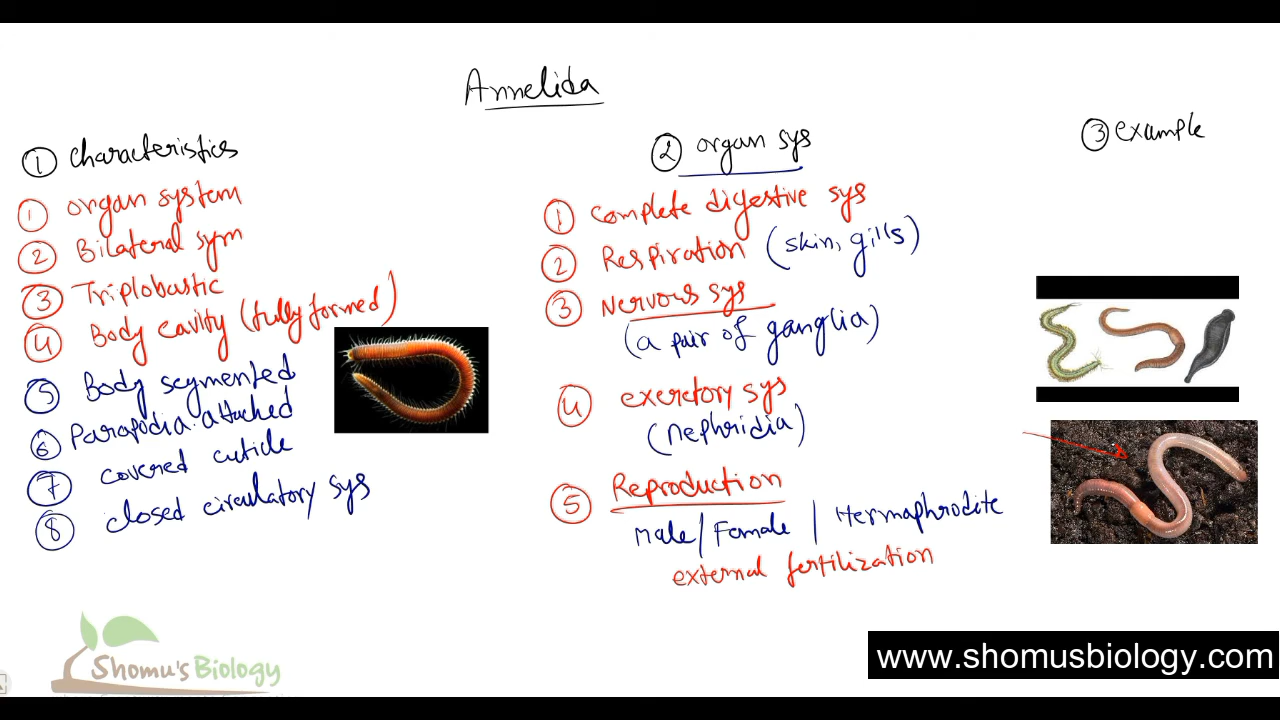 Annelida
① characteristics
① organ system
② Bilateral sym
③ Triplobastic
④ Body cavity (fully formed)
⑤ Body segmented
⑥ Parapodia attached
⑦ covered cuticle
⑧ closed circulatory sys
② organ sys
① complete digestive sys
② Respiration (skin, gills)
③ Nervous sys
(a pair of ganglia)
④ excretory sys
(nephridia)
⑤ Reproduction
Male/Female / Hermaphrodite
external fertilization
③ example
Shomu's Biology
www.shomusbiology.com